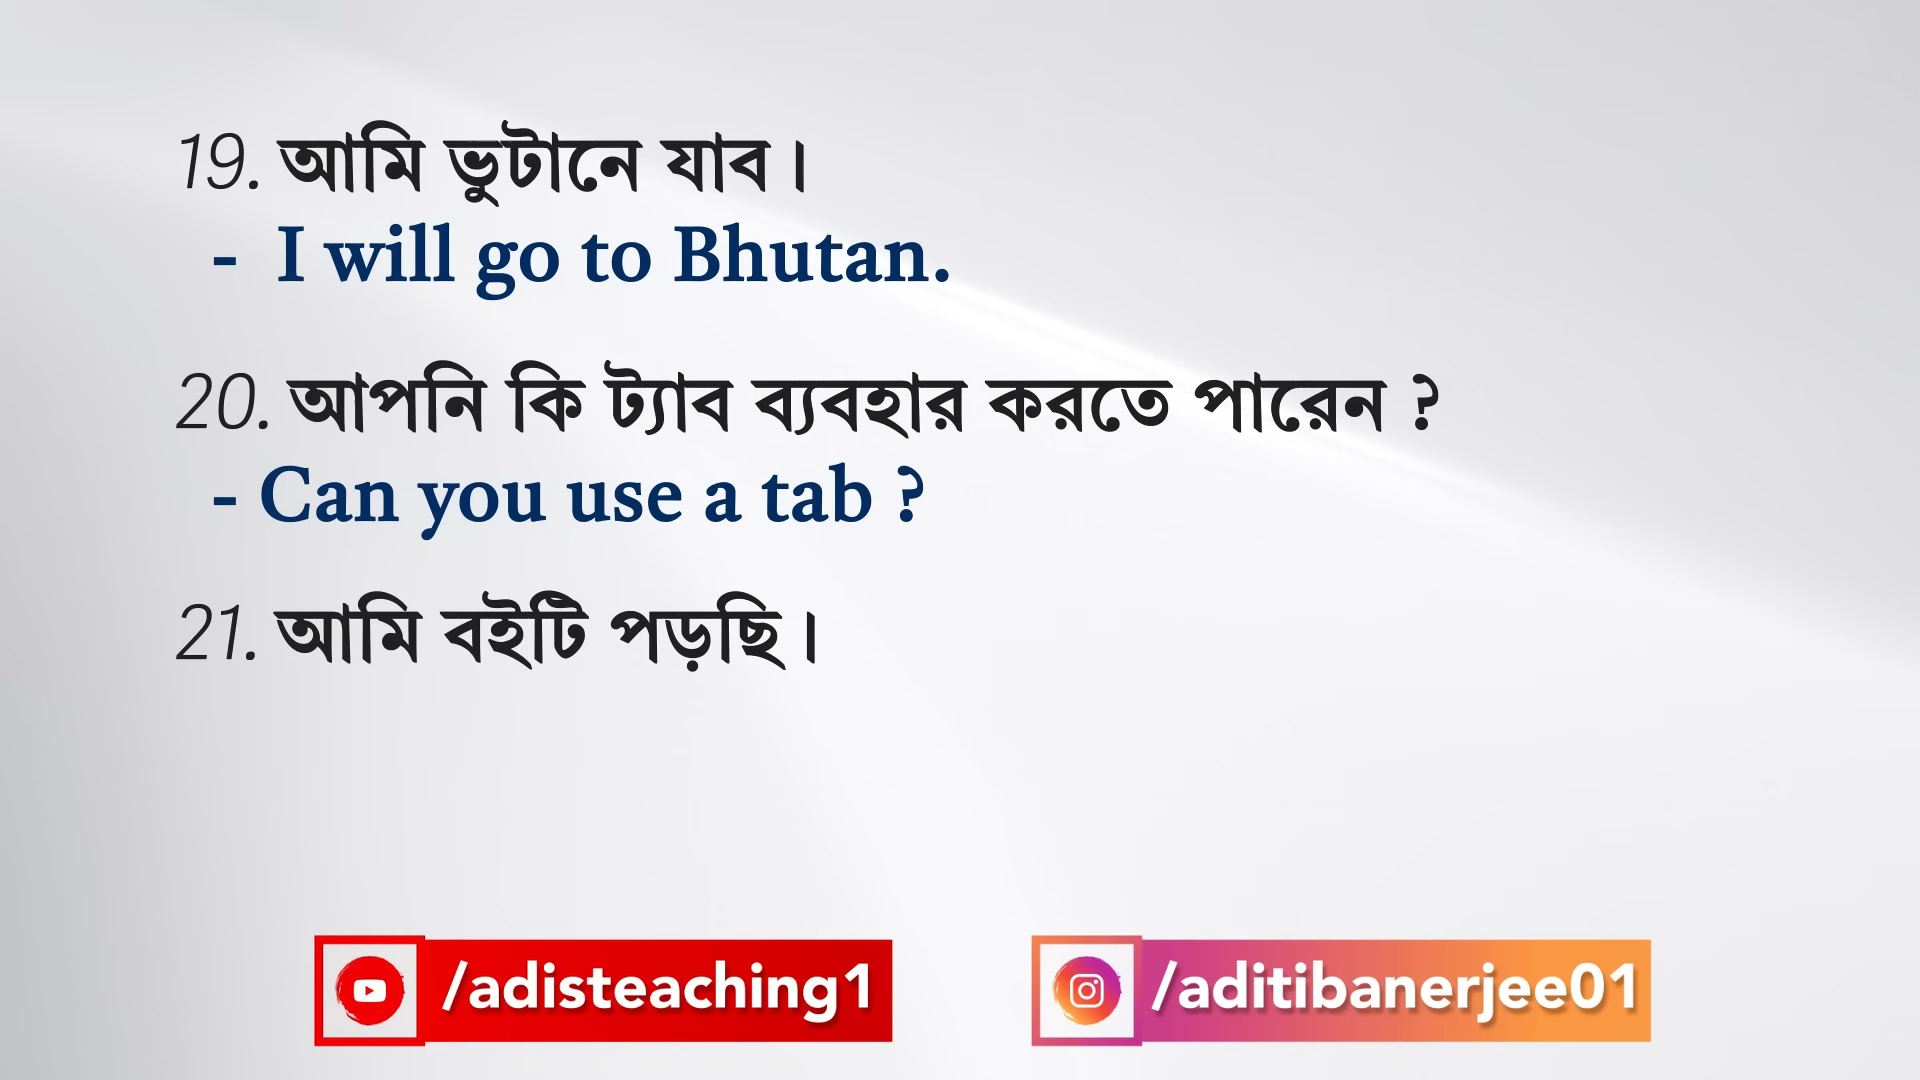 19. আমি ভুটানে যাব।
- I will go to Bhutan.
20. আপনি কি ট্যাব ব্যবহার করতে পারেন ?
- Can you use a tab ?
21. আমি বইটি পড়ছি।
/adisteaching1
/aditibanerjee01